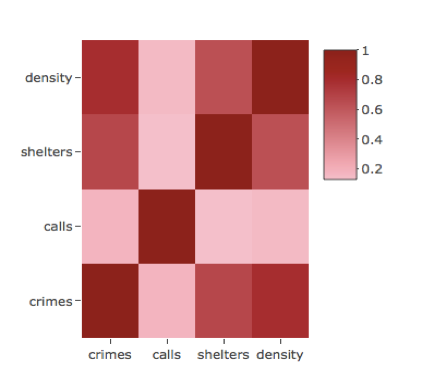 density
shelters
calls
crimes
crimes calls shelters density
1
0.8
0.6
0.4
0.2